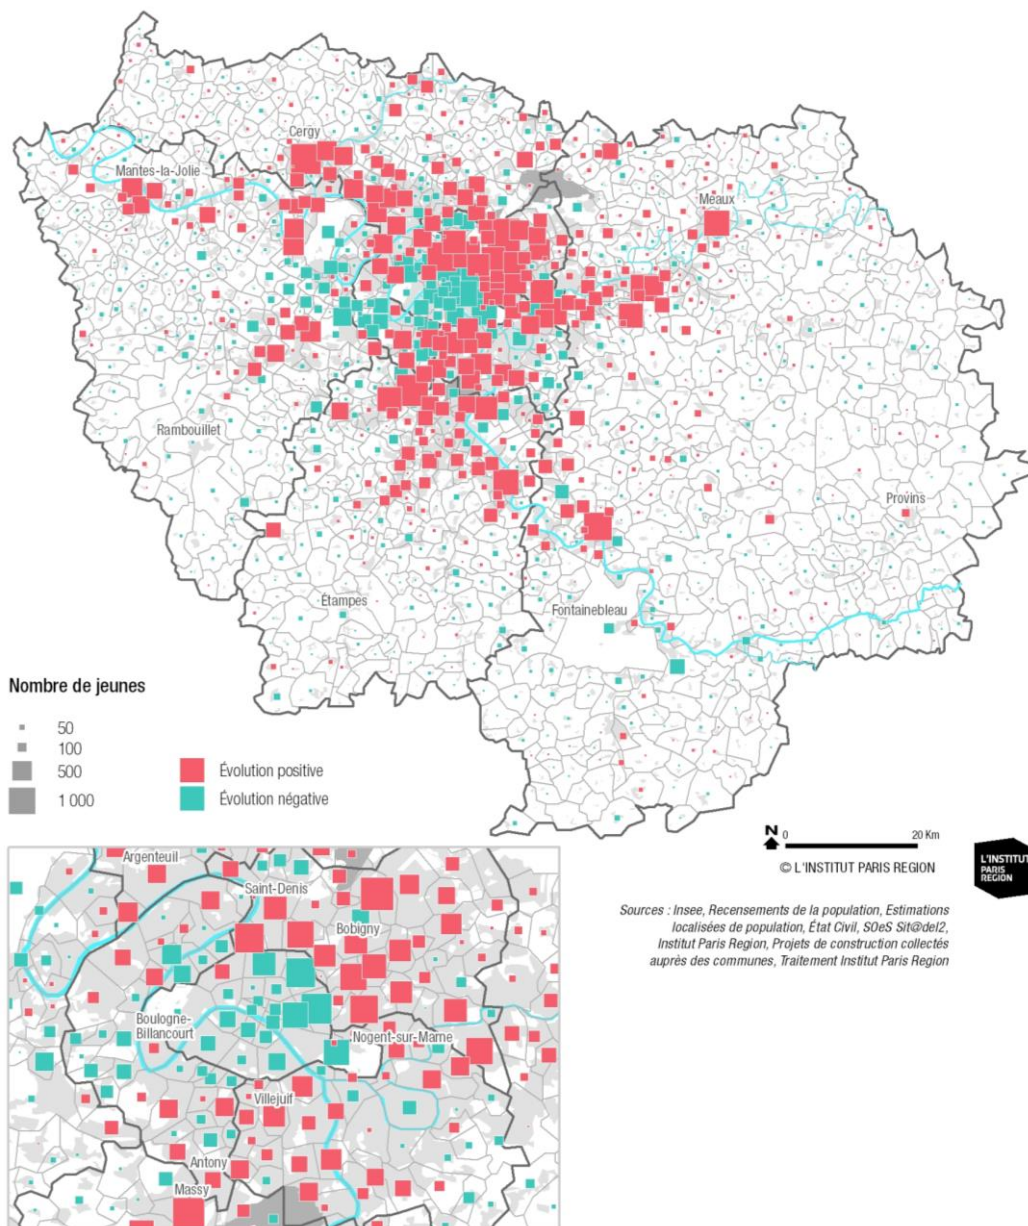 Cergy
Mantes-la-Jolie
Meaux
Rambouillet
Provins
Étampes
Fontainebleau
Nombre de jeunes
50
100
500
1 000
Évolution positive
Évolution négative
N
0
20 Km
© L'INSTITUT PARIS REGION
L'INSTITUT
PARIS
REGION
Sources : Insee, Recensements de la population, Estimations
localisées de population, État Civil, SOeS Sit@del2,
Institut Paris Region, Projets de construction collectés
auprès des communes, Traitement Institut Paris Region
Argenteuil
Saint-Denis
Bobigny
Boulogne-
Billancourt
Nogent-sur-Marne
Villejuif
Antony
Massy